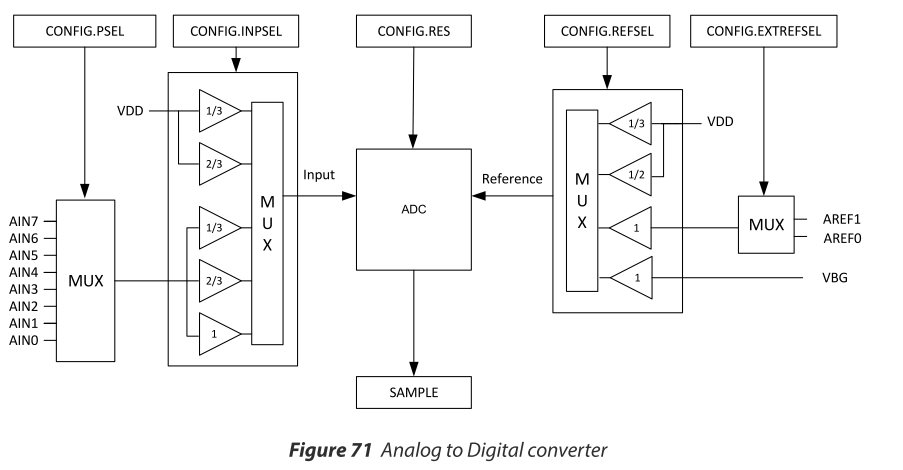 CONFIG.PSEL
CONFIG.INPSEL
CONFIG.RES
CONFIG.REFSEL
CONFIG.EXTREFSEL
VDD
1/3
2/3
1/3
2/3
1
MUX
Input
AIN7
AIN6
AIN5
AIN4
AIN3
AIN2
AIN1
AIN0
MUX
ADC
Reference
MUX
1/3
1/2
1
1
VDD
MUX
AREF1
AREF0
VBG
SAMPLE
Figure 71 Analog to Digital converter